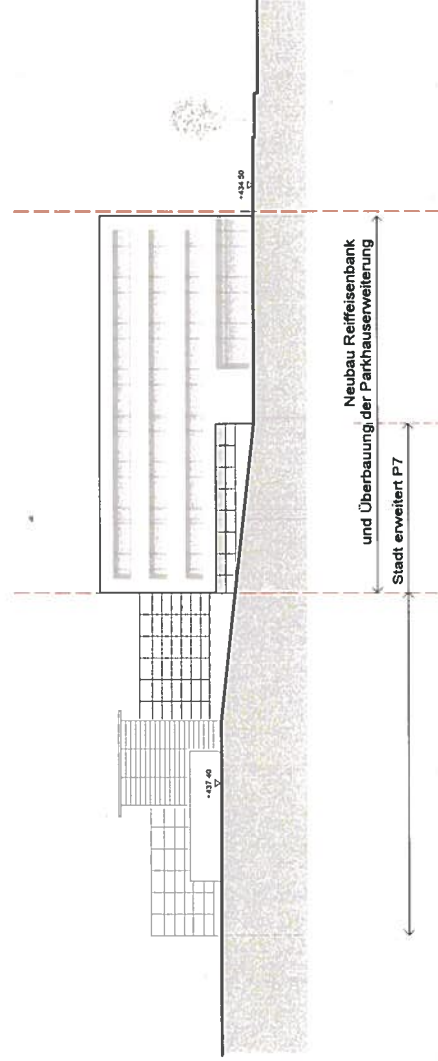 +434 50
+437 40
Neubau Reiffeisenbank
und Überbauung der Parkhauserweiterung
Stadt erweitert P7